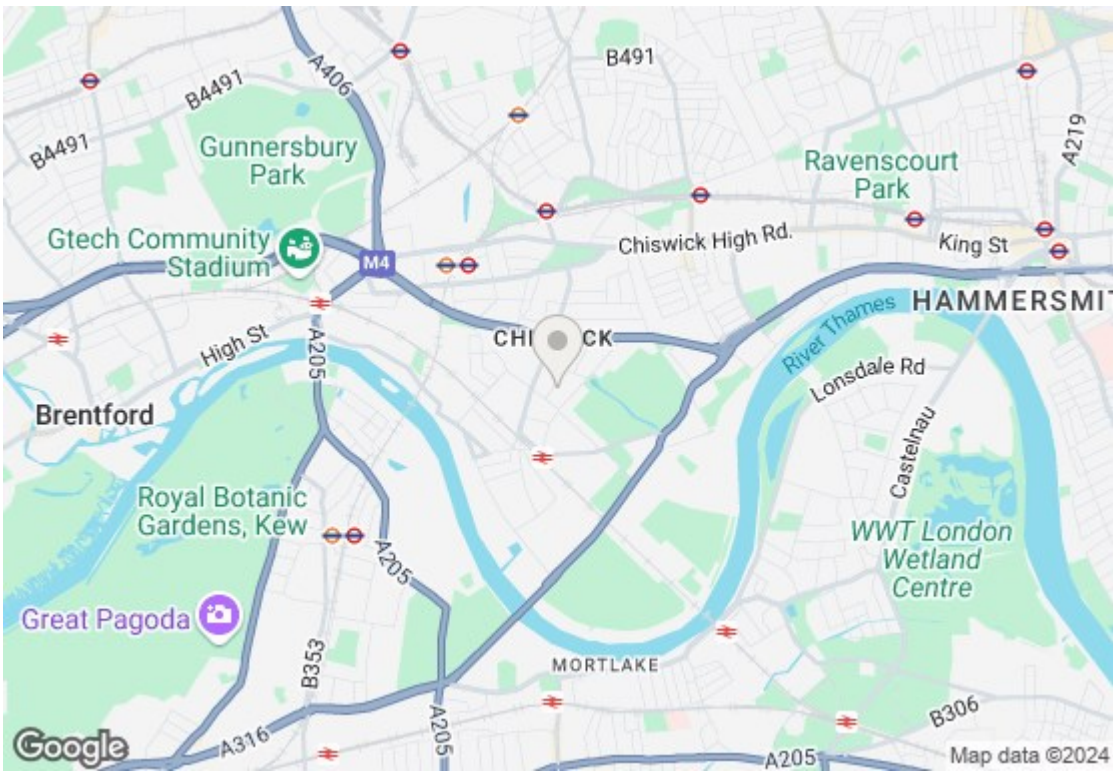 B491
A406
B4491
B4491
A219
Gunnersbury
Park
Ravenscourt
Park
Gtech Community
Stadium
Chiswick High Rd.
King St
M4
HAMMERSMIT
River Thames
High St
A205
Lonsdale Rd
Brentford
Castelnau
Royal Botanic
Gardens, Kew
WWT London
Wetland
Centre
A205
Great Pagoda
B353
MORTLAKE
A205
B306
A316
A205
Google
Map data ©2024